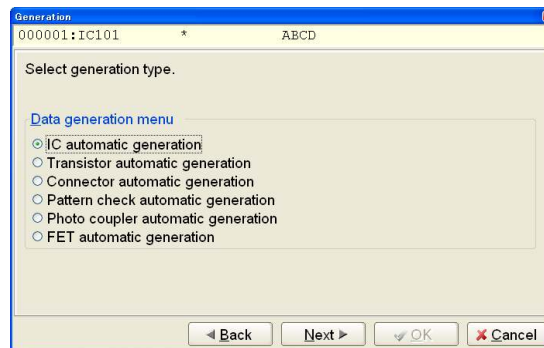 Generation
000001:IC101 * ABCD
Select generation type.
Data generation menu
IC automatic generation
Transistor automatic generation
Connector automatic generation
Pattern check automatic generation
Photo coupler automatic generation
FET automatic generation
Back Next OK Cancel